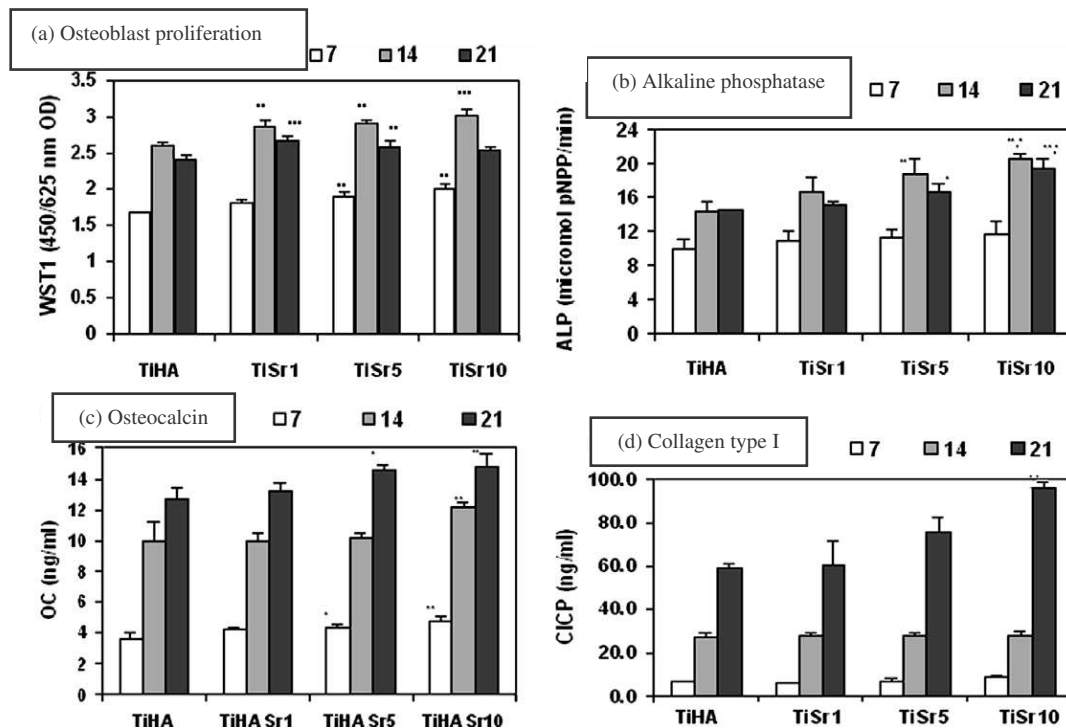 (a) Osteoblast proliferation
7 14 21
WST1 (450/625 nm OD)
3.5
3
2.5
2
1.5
1
0.5
0
•• ••• •• •• •• ••• ••
TiHA TiSr1 TiSr5 TiSr10
(b) Alkaline phosphatase
7 14 21
ALP (micromol pNPP/min)
24
20
16
12
8
4
0
** *
TiHA TiSr1 TiSr5 TiSr10
(c) Osteocalcin
7 14 21
OC (ng/ml)
16
14
12
10
8
6
4
2
0
* * ** ** **
TiHA TiHA Sr1 TiHA Sr5 TiHA Sr10
(d) Collagen type I
7 14 21
CICP (ng/ml)
100.0
80.0
60.0
40.0
20.0
0.0
**
TiHA TiSr1 TiSr5 TiSr10